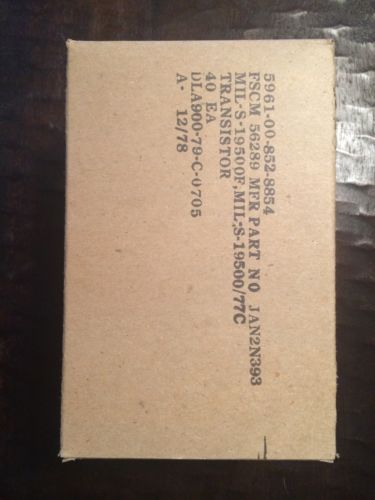 5961-00-852-8854
FSCM 56289 MFR PART NO JAN2N393
MIL-S-19500F,MIL-S-19500/77C
TRANSISTOR
40 EA
DLA900-79-C-0705
A- 12/78